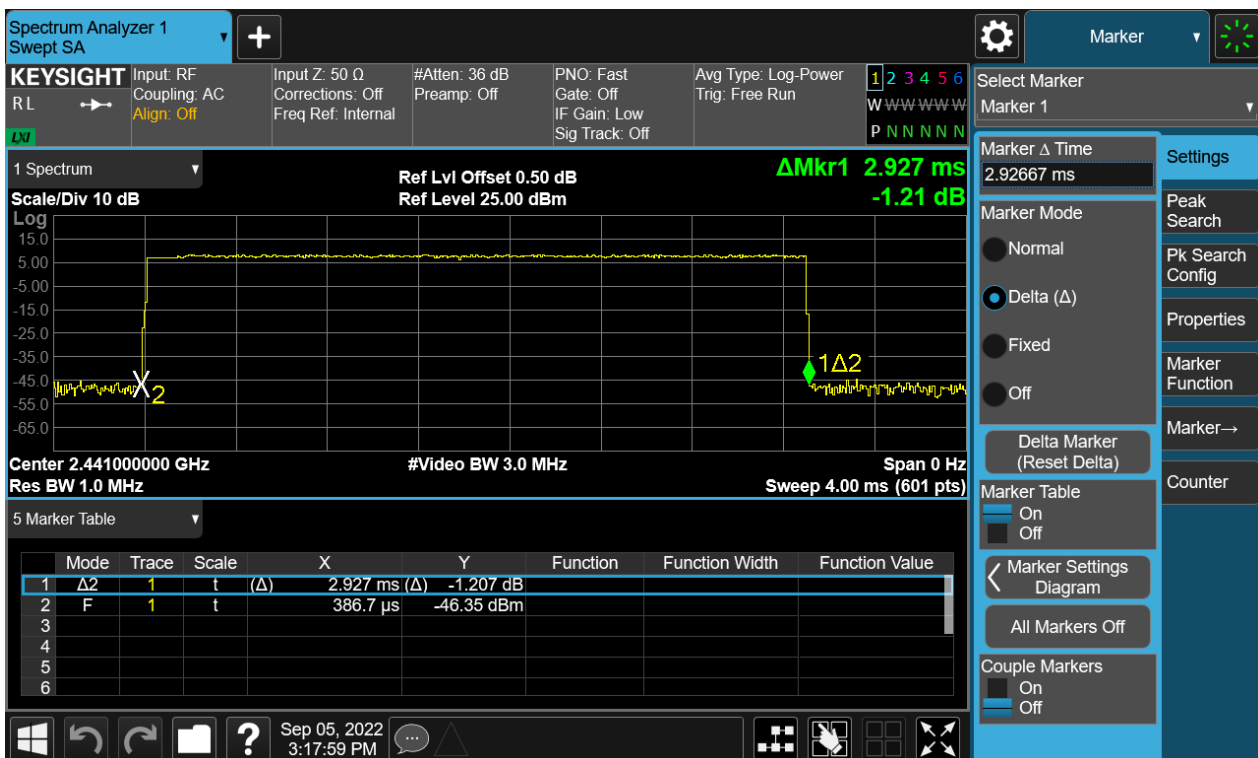 Spectrum Analyzer 1
Swept SA
+
Marker
KEYSIGHT
R L
LXI
Input: RF
Coupling: AC
Align: Off
Input Z: 50 Ω
Corrections: Off
Freq Ref: Internal
#Atten: 36 dB
Preamp: Off
PNO: Fast
Gate: Off
IF Gain: Low
Sig Track: Off
Avg Type: Log-Power
Trig: Free Run
1 2 3 4 5 6
W W W W W W
P N N N N N
1 Spectrum
Scale/Div 10 dB
Ref Lvl Offset 0.50 dB
Ref Level 25.00 dBm
ΔMkr1 2.927 ms
-1.21 dB
Log
15.0
5.00
-5.00
-15.0
-25.0
-35.0
-45.0
-55.0
-65.0
2
1Δ2
Center 2.441000000 GHz
#Video BW 3.0 MHz
Span 0 Hz
Res BW 1.0 MHz
Sweep 4.00 ms (601 pts)
5 Marker Table
Mode Trace Scale X Y Function Function Width Function Value
1 Δ2 1 t (Δ) 2.927 ms (Δ) -1.207 dB
2 F 1 t 386.7 µs -46.35 dBm
3
4
5
6
?
Sep 05, 2022
3:17:59 PM
Select Marker
Marker 1
Marker Δ Time
2.92667 ms
Marker Mode
Normal
Delta (Δ)
Fixed
Off
Delta Marker
(Reset Delta)
Marker Table
On
Off
Marker Settings
Diagram
All Markers Off
Couple Markers
On
Off
Settings
Peak
Search
Pk Search
Config
Properties
Marker
Function
Marker→
Counter